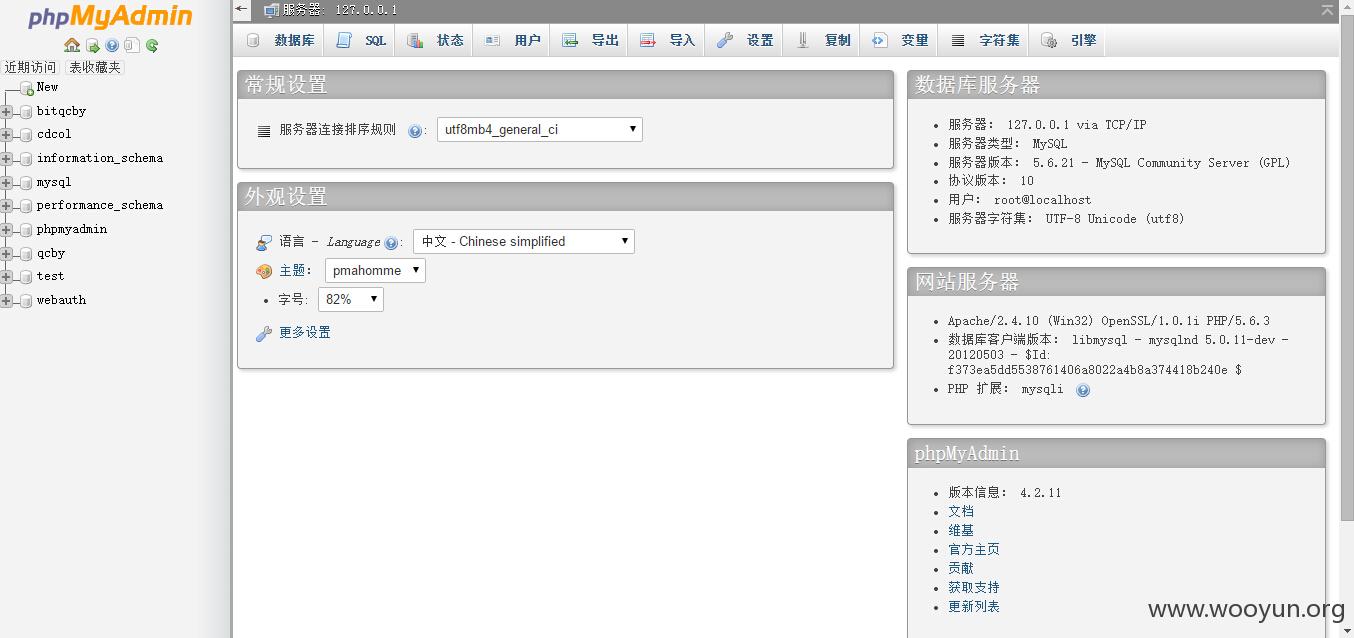 phpMyAdmin
近期访问 表收藏夹
New
bitqcby
cdcol
information_schema
mysql
performance_schema
phpmyadmin
qcby
test
webauth
服务器: 127.0.0.1
数据库 SQL 状态 用户 导出 导入 设置 复制 变量 字符集 引擎
常规设置
服务器连接排序规则 : utf8mb4_general_ci
外观设置
语言 - Language : 中文 - Chinese simplified
主题: pmahomme
字号: 82%
更多设置
数据库服务器
服务器: 127.0.0.1 via TCP/IP
服务器类型: MySQL
服务器版本: 5.6.21 - MySQL Community Server (GPL)
协议版本: 10
用户: root@localhost
服务器字符集: UTF-8 Unicode (utf8)
网站服务器
Apache/2.4.10 (Win32) OpenSSL/1.0.1i PHP/5.6.3
数据库客户端版本: libmysql - mysqlnd 5.0.11-dev -
20120503 - $Id:
f373ea5dd5538761406a8022a4b8a374418b240e $
PHP 扩展: mysqli
phpMyAdmin
版本信息: 4.2.11
文档
维基
官方主页
贡献
获取支持
更新列表
www.wooyun.org